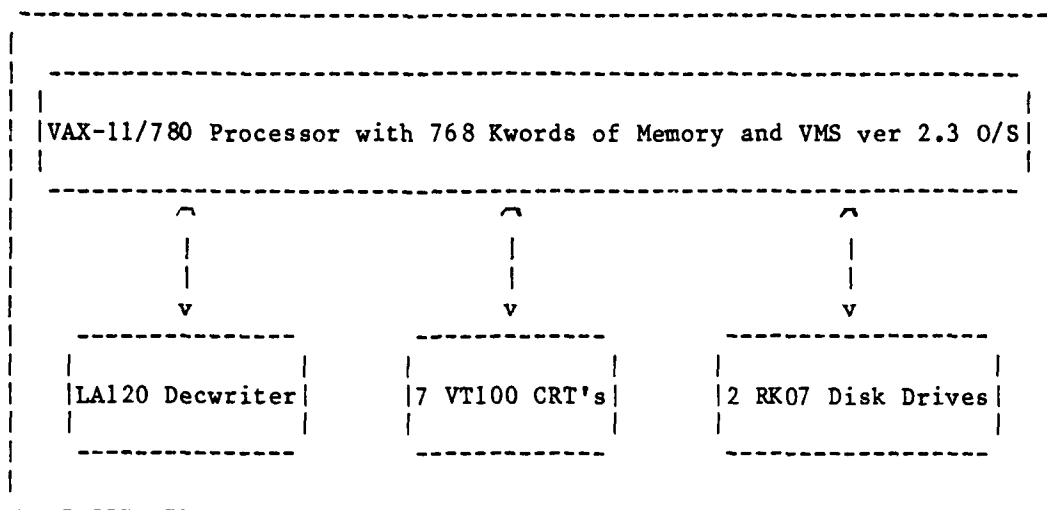 VAX-11/780 Processor with 768 Kwords of Memory and VMS ver 2.3 O/S
LA120 Decwriter
7 VT100 CRT's
2 RK07 Disk Drives